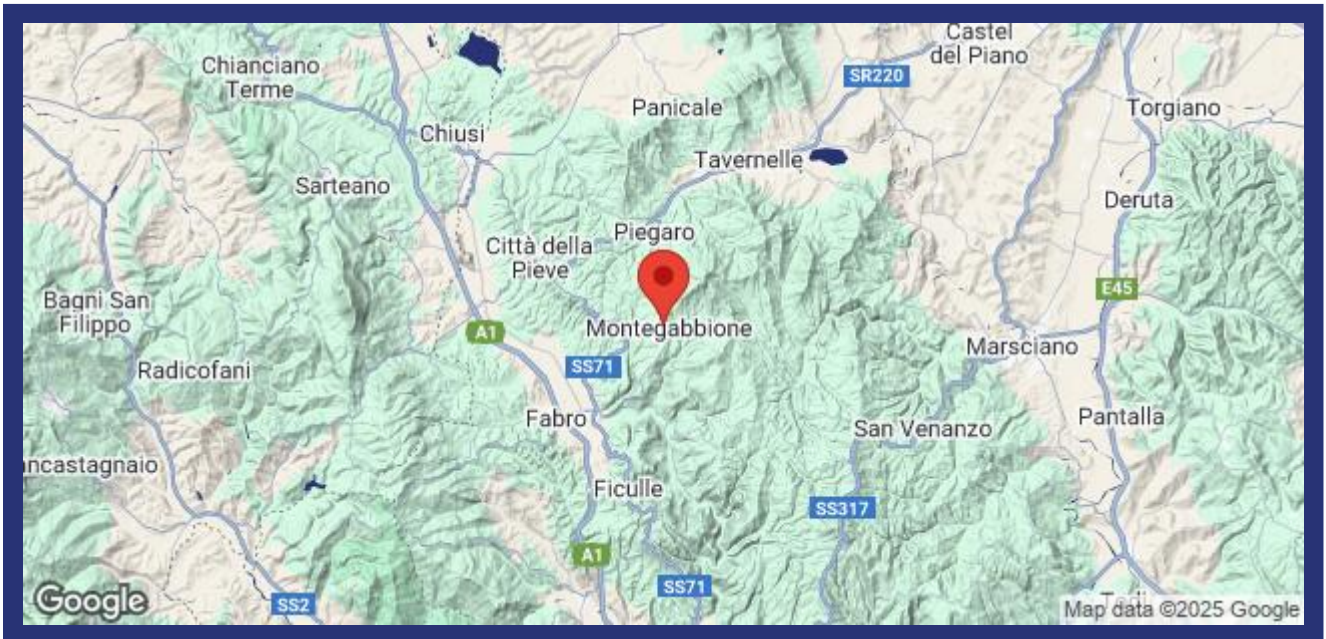 Castel
del Piano
Chianciano
Terme
SR220
Panicale
Torgiano
Chiusi
Tavernelle
Sarteano
Deruta
Piegaro
Città della
Pieve
E45
Bagni San
Filippo
Montegabbione
A1
Marsciano
SS71
Radicofani
Fabro
Pantalla
San Venanzo
ncastagnaio
Ficulle
SS317
A1
SS71
Google
SS2
Todi
Map data ©2025 Google